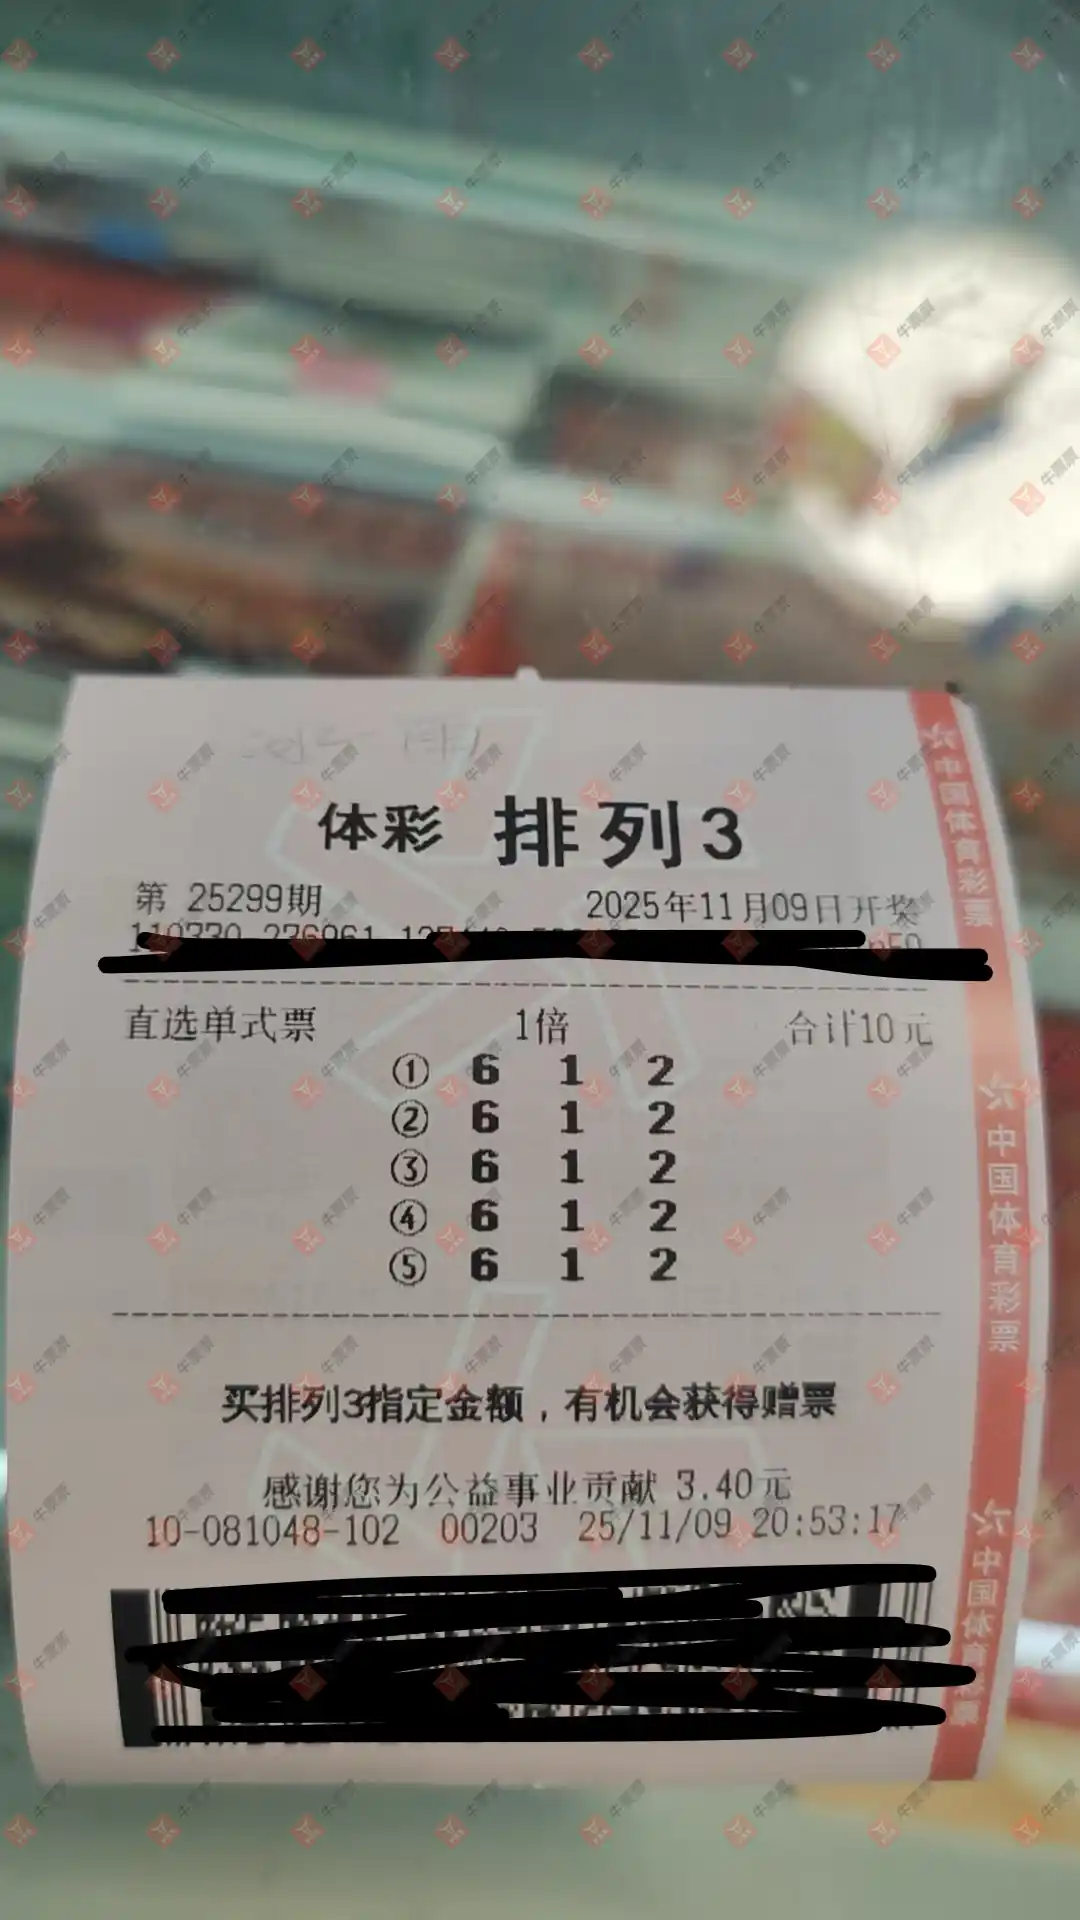 体彩 排列3
第 25299期 2025年11月09日开奖
直选单式票 1倍 合计10元
① 6 1 2
② 6 1 2
③ 6 1 2
④ 6 1 2
⑤ 6 1 2
买排列3指定金额，有机会获得赠票
感谢您为公益事业贡献 3.40元
10-081048-102 00203 25/11/09 20:53:17
中国体育彩票
中国体育彩票
中国体育彩票
牛票票